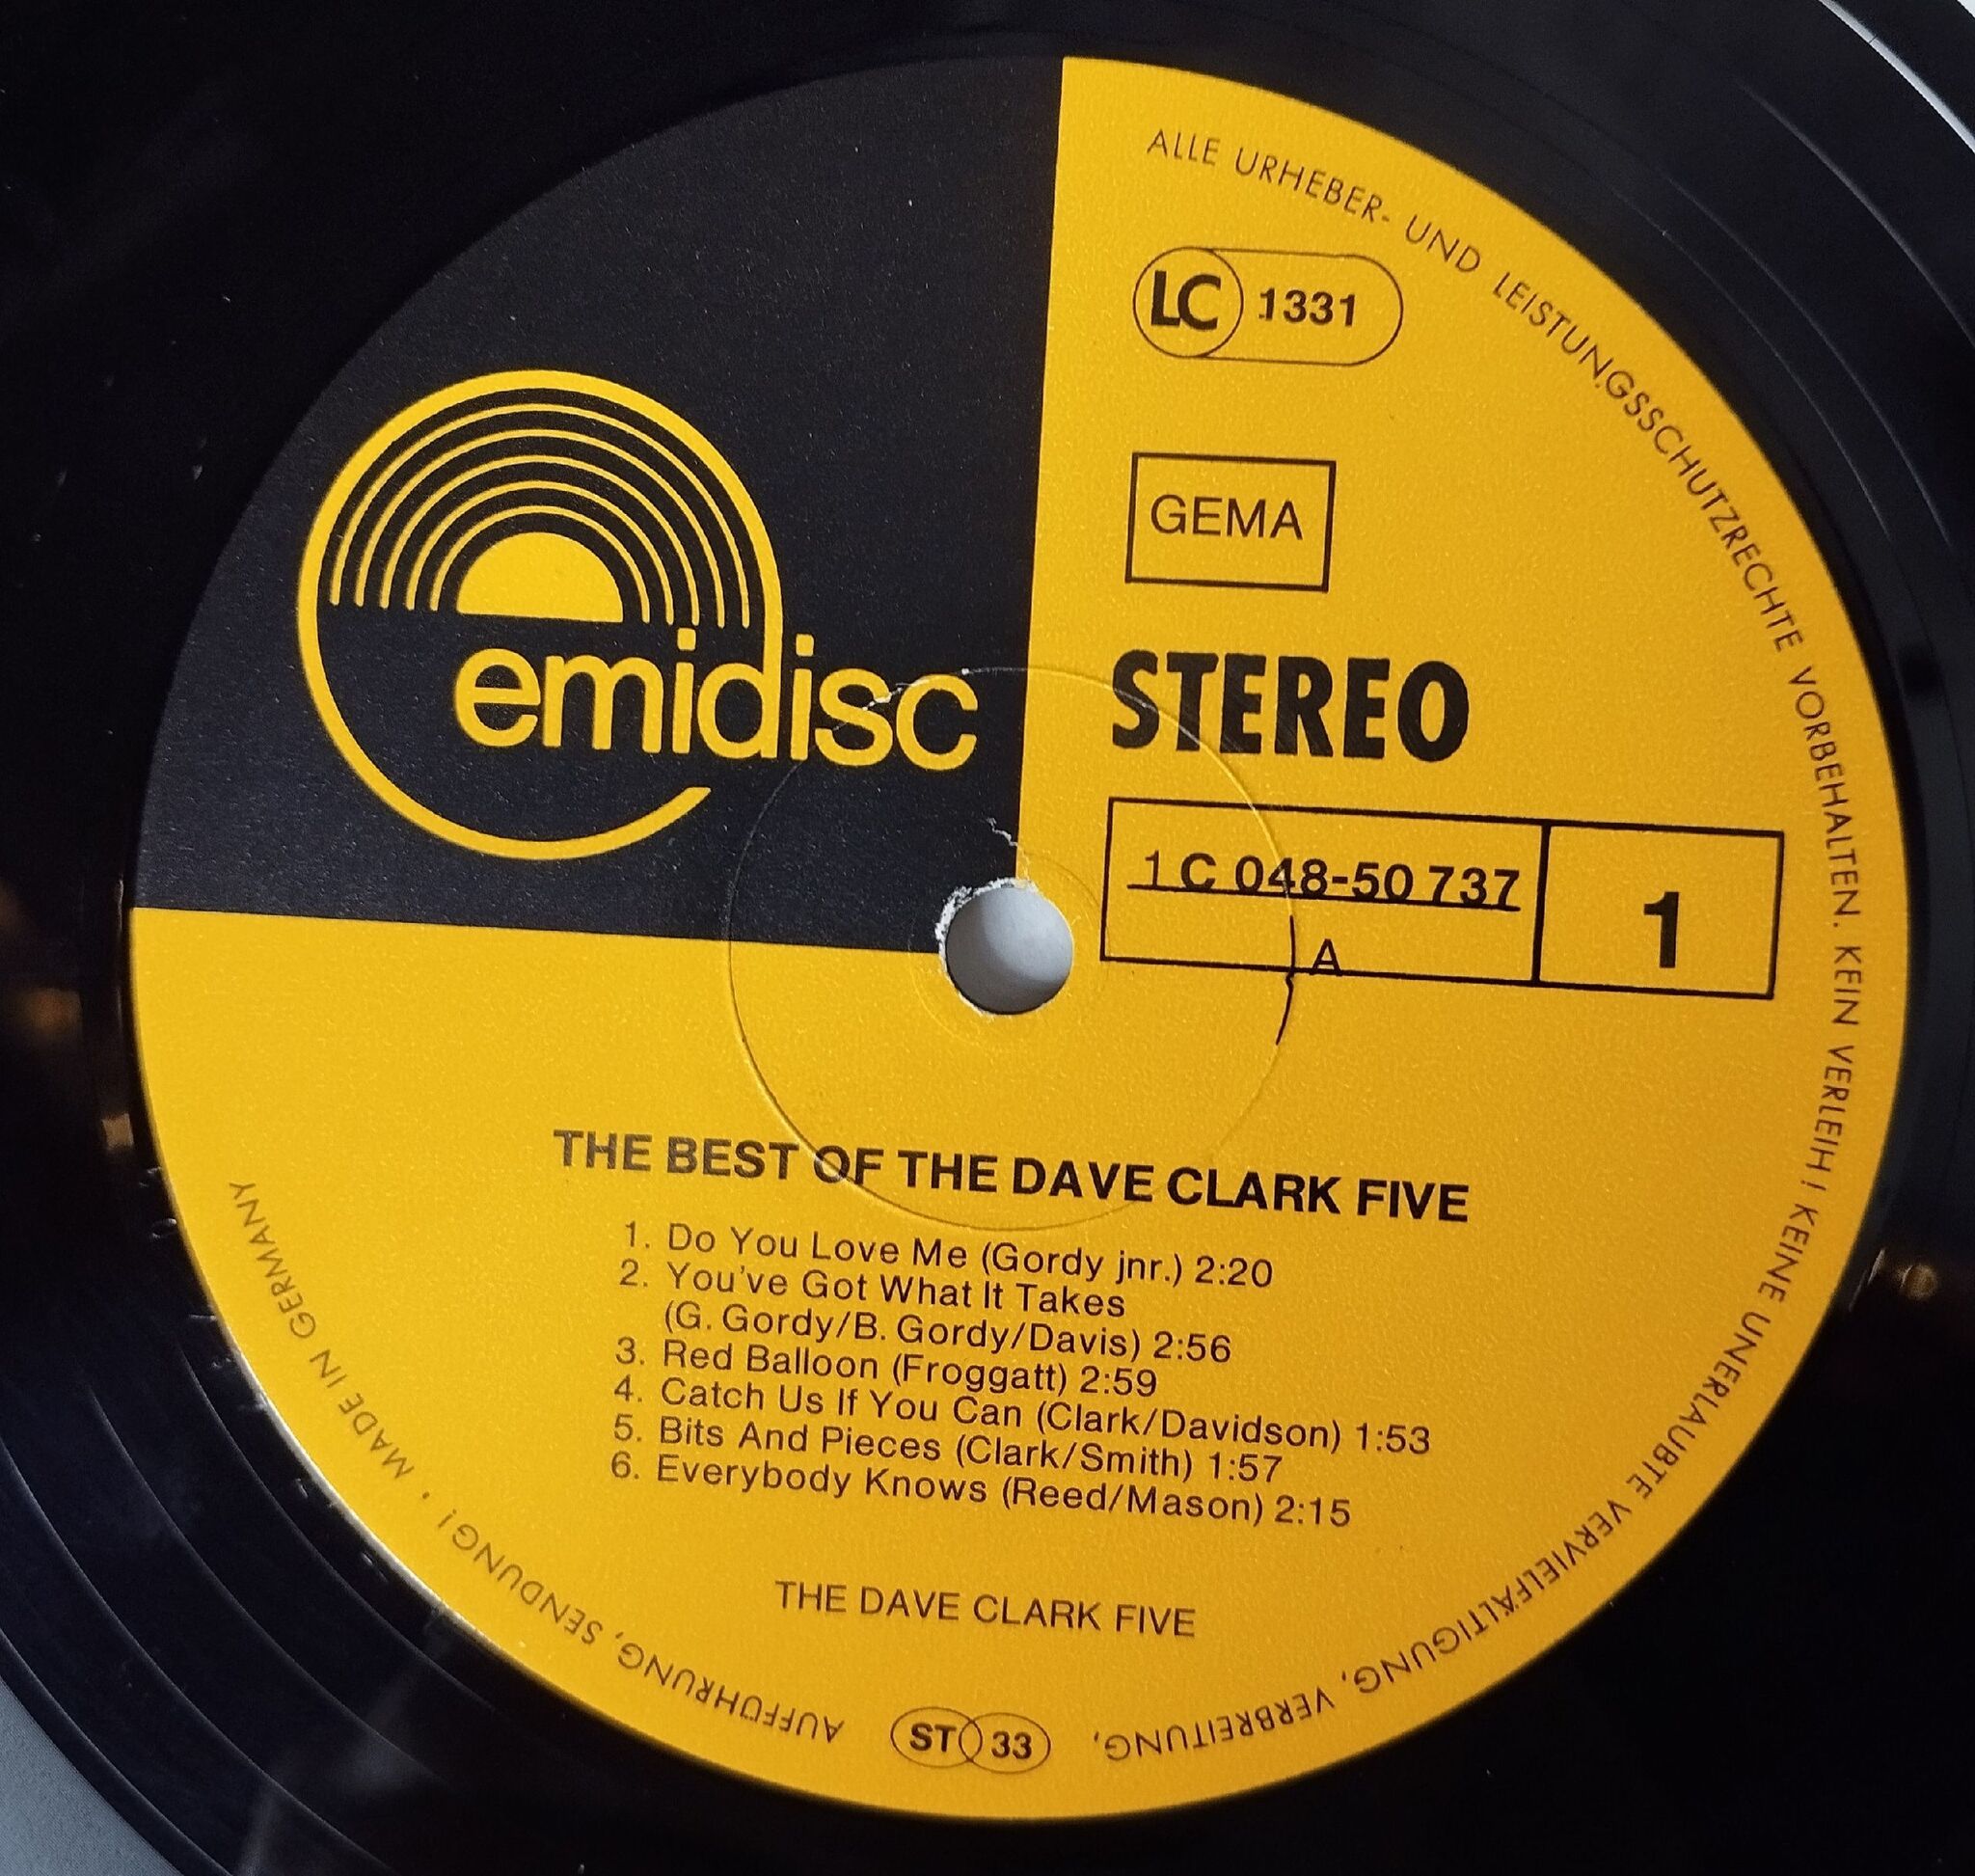 ALLE URHEBER- UND LEISTUNGSSCHUTZRECHTE VORBEHALTEN. KEIN VERLEIH! KEINE UNERLAUBTE VERVIELFÄLTIGUNG, VERBREITUNG, AUFFÜHRUNG, SENDUNG! . MADE IN GERMANY
LC 1331
GEMA
emidisc
STEREO
1 C 048-50 737
A
1
THE BEST OF THE DAVE CLARK FIVE
1. Do You Love Me (Gordy jnr.) 2:20
2. You've Got What It Takes
(G. Gordy/B. Gordy/Davis) 2:56
3. Red Balloon (Froggatt) 2:59
4. Catch Us If You Can (Clark/Davidson) 1:53
5. Bits And Pieces (Clark/Smith) 1:57
6. Everybody Knows (Reed/Mason) 2:15
THE DAVE CLARK FIVE
ST 33